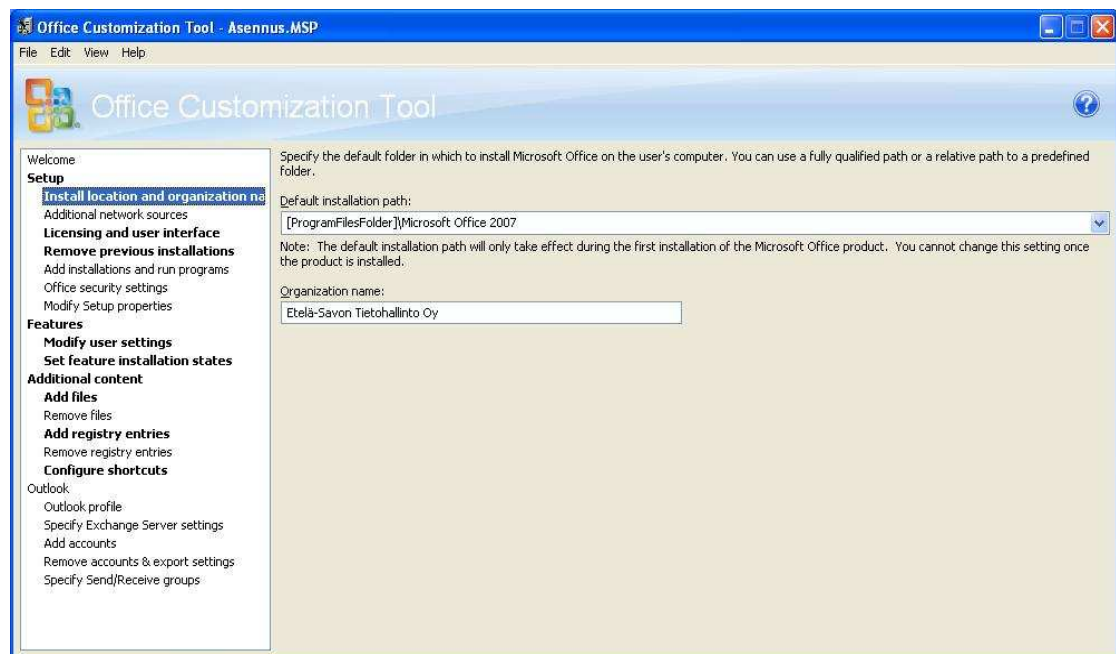 Office Customization Tool - Asennus.MSP
File Edit View Help
Office Customization Tool
Welcome
Setup
Install location and organization na
Additional network sources
Licensing and user interface
Remove previous installations
Add installations and run programs
Office security settings
Modify Setup properties
Features
Modify user settings
Set feature installation states
Additional content
Add files
Remove files
Add registry entries
Remove registry entries
Configure shortcuts
Outlook
Outlook profile
Specify Exchange Server settings
Add accounts
Remove accounts & export settings
Specify Send/Receive groups
Specify the default folder in which to install Microsoft Office on the user's computer. You can use a fully qualified path or a relative path to a predefined
folder.
Default installation path:
[ProgramFilesFolder]\Microsoft Office 2007
Note: The default installation path will only take effect during the first installation of the Microsoft Office product. You cannot change this setting once
the product is installed.
Organization name:
Etelä-Savon Tietohallinto Oy